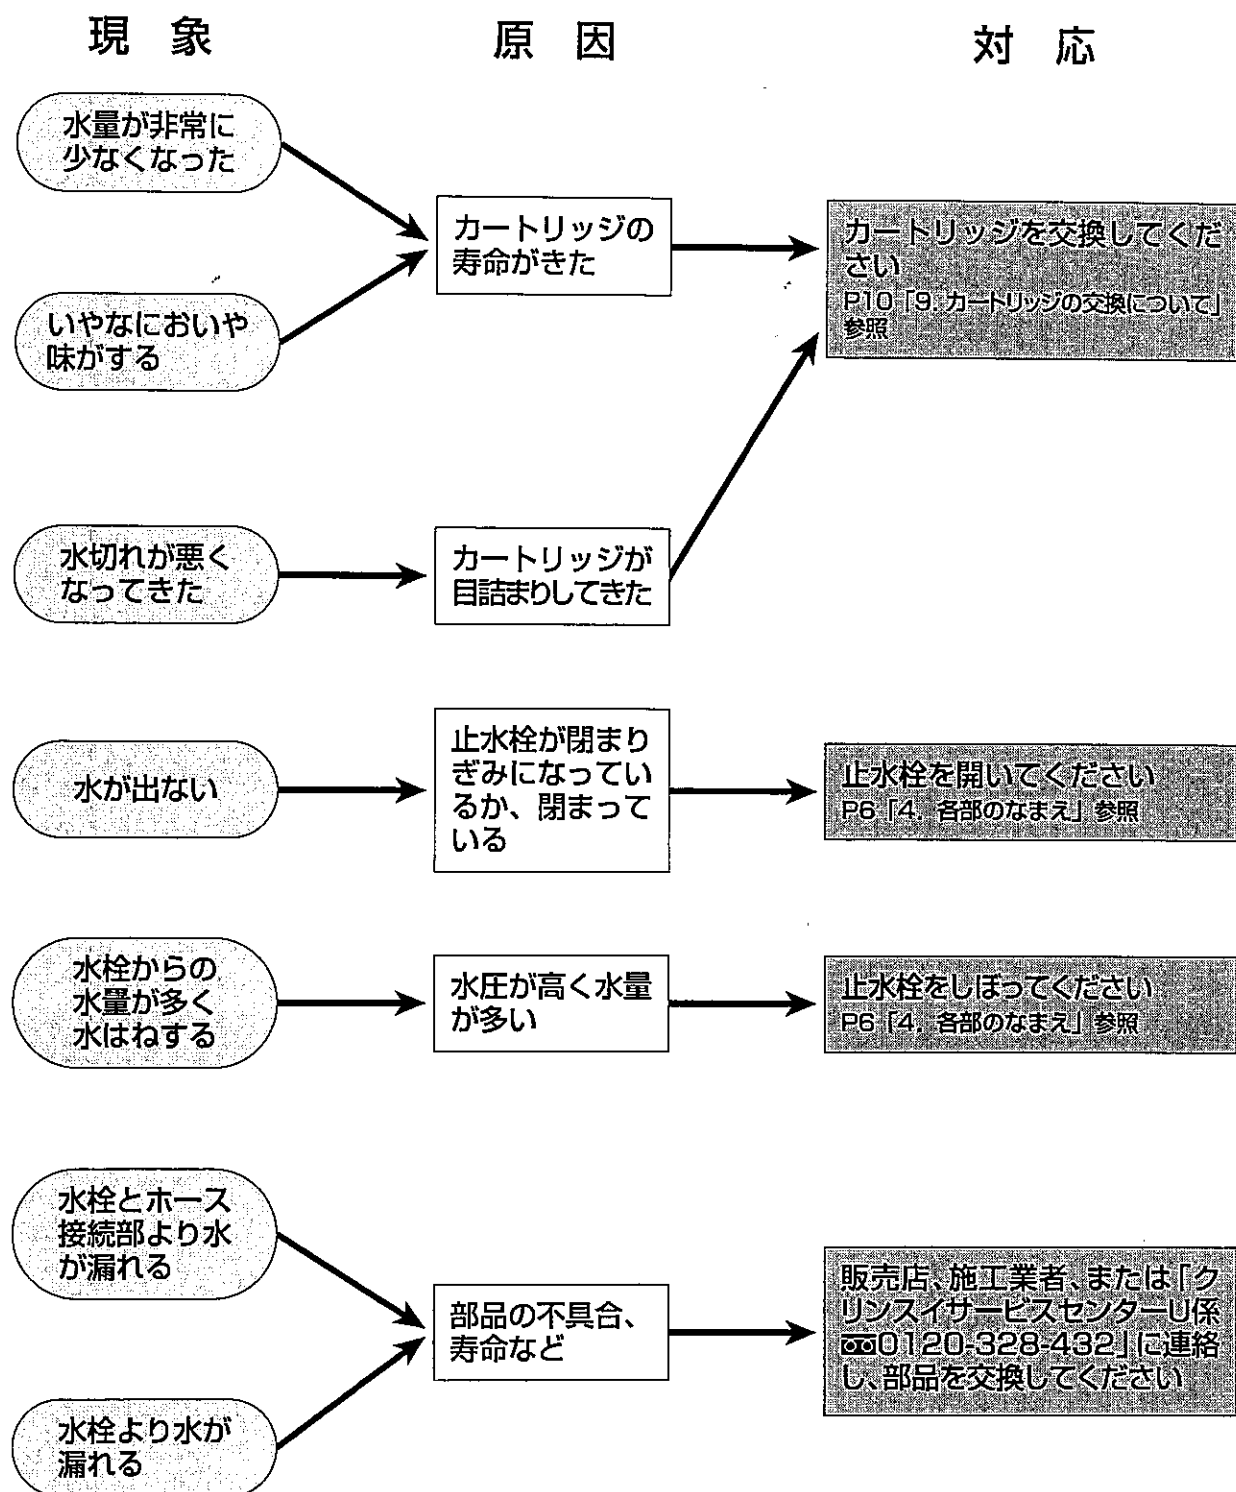 現 象
原 因
対 応
水量が非常に
少なくなった
いやなにおいや
味がする
カートリッジの
寿命がきた
カートリッジを交換してくだ
さい
P10「9. カートリッジの交換について」
参照
水切れが悪く
なってきた
カートリッジが
目詰まりしてきた
水が出ない
止水栓が閉まり
ぎみになってい
るか、閉まって
いる
止水栓を開いてください
P6「4. 各部のなまえ」参照
水栓からの
水量が多く
水はねする
水圧が高く水量
が多い
止水栓をしぼってください
P6「4. 各部のなまえ」参照
水栓とホース
接続部より水
が漏れる
水栓より水が
漏れる
部品の不具合、
寿命など
販売店、施工業者、または「ク
リンスイサービスセンターU係
0120-328-432」に連絡
し、部品を交換してください